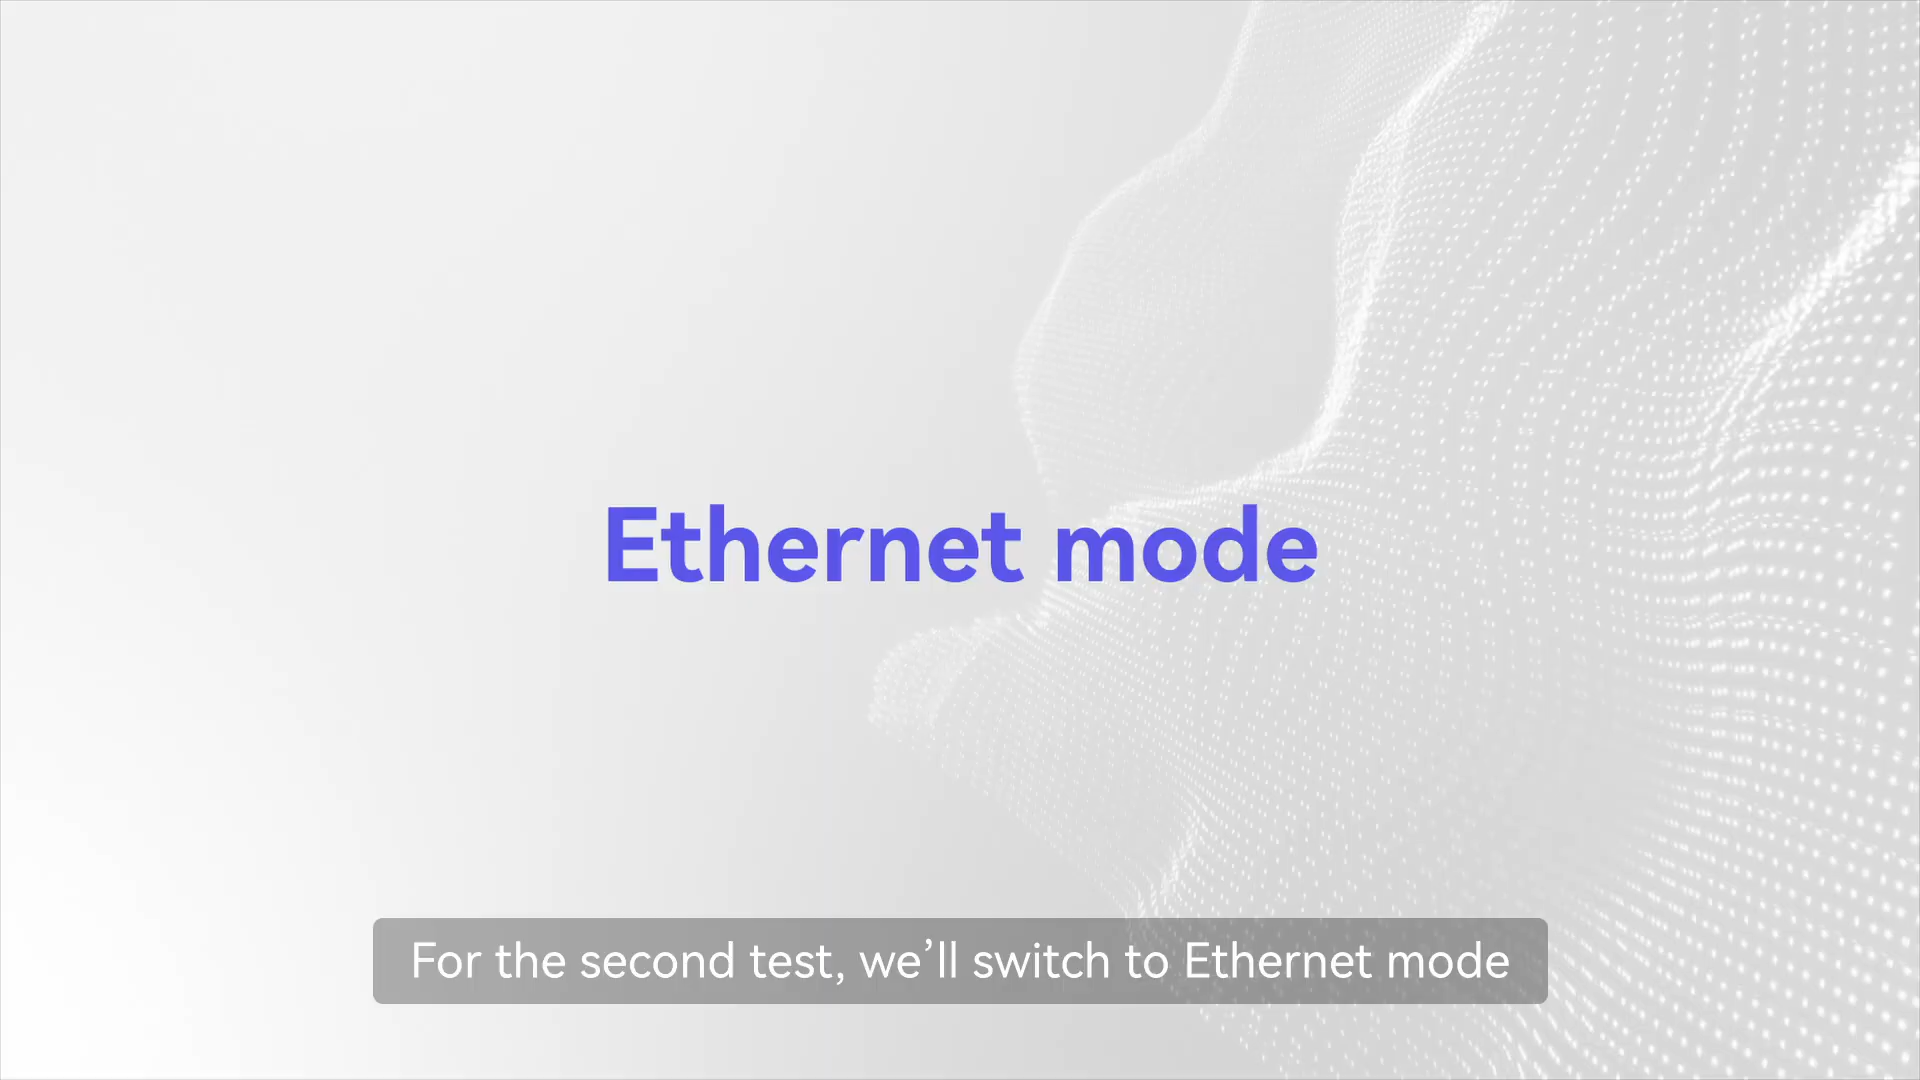 Ethernet mode
For the second test, we’ll switch to Ethernet mode